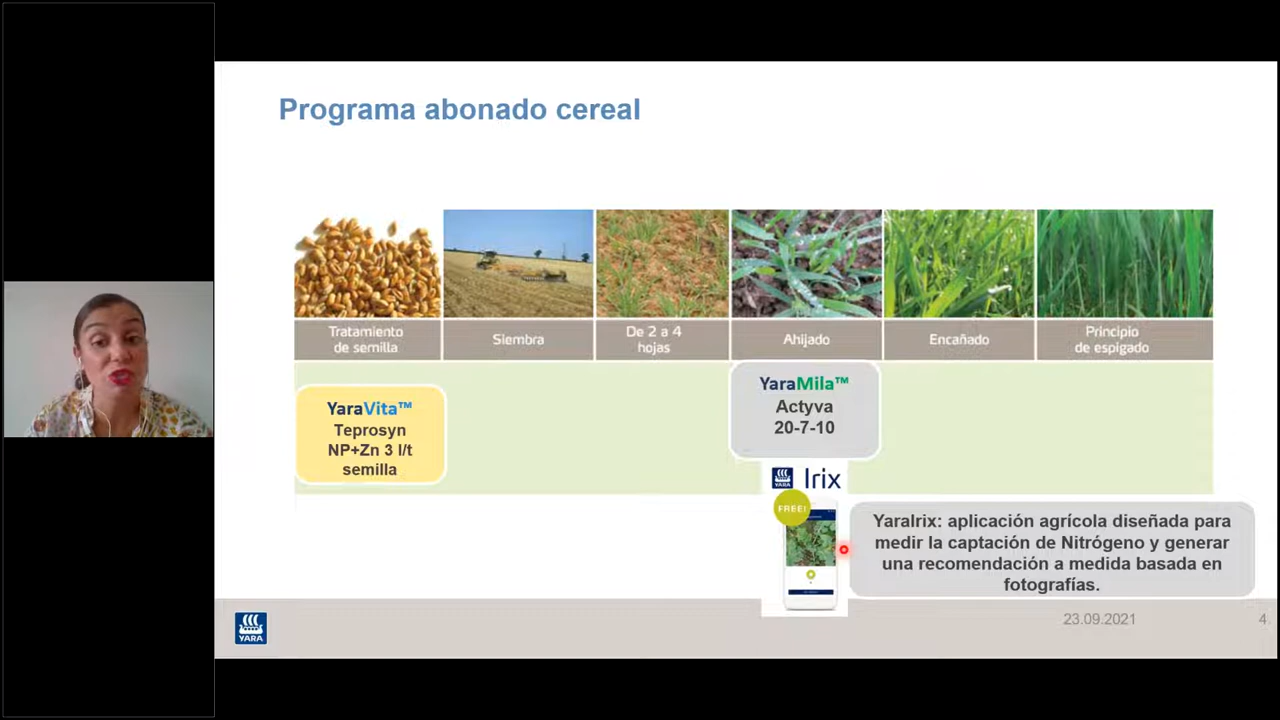 Programa abonado cereal
Tratamiento
de semilla
Siembra
De 2 a 4
hojas
Ahijado
Encañado
Principio
de espigado
YaraVita™
Teprosyn
NP+Zn 3 l/t
semilla
YaraMila™
Actyva
20-7-10
YARA
Irix
FREE!
YaraIrix: aplicación agrícola diseñada para
medir la captación de Nitrógeno y generar
una recomendación a medida basada en
fotografías.
YARA
23.09.2021
4